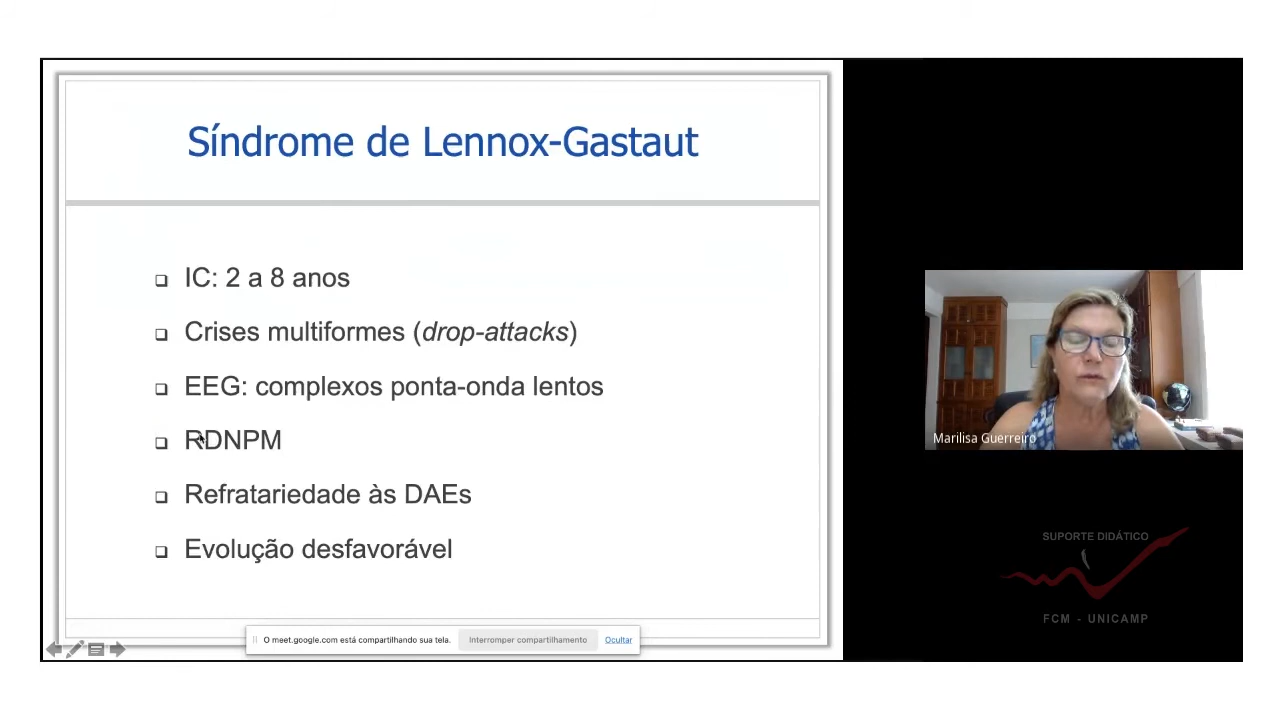 Síndrome de Lennox-Gastaut
IC: 2 a 8 anos
Crises multiformes (drop-attacks)
EEG: complexos ponta-onda lentos
RDNPM
Refratariedade às DAEs
Evolução desfavorável
O meet.google.com está compartilhando sua tela.
Interromper compartilhamento
Ocultar
Marilisa Guerreiro
SUPORTE DIDÁTICO
FCM - UNICAMP